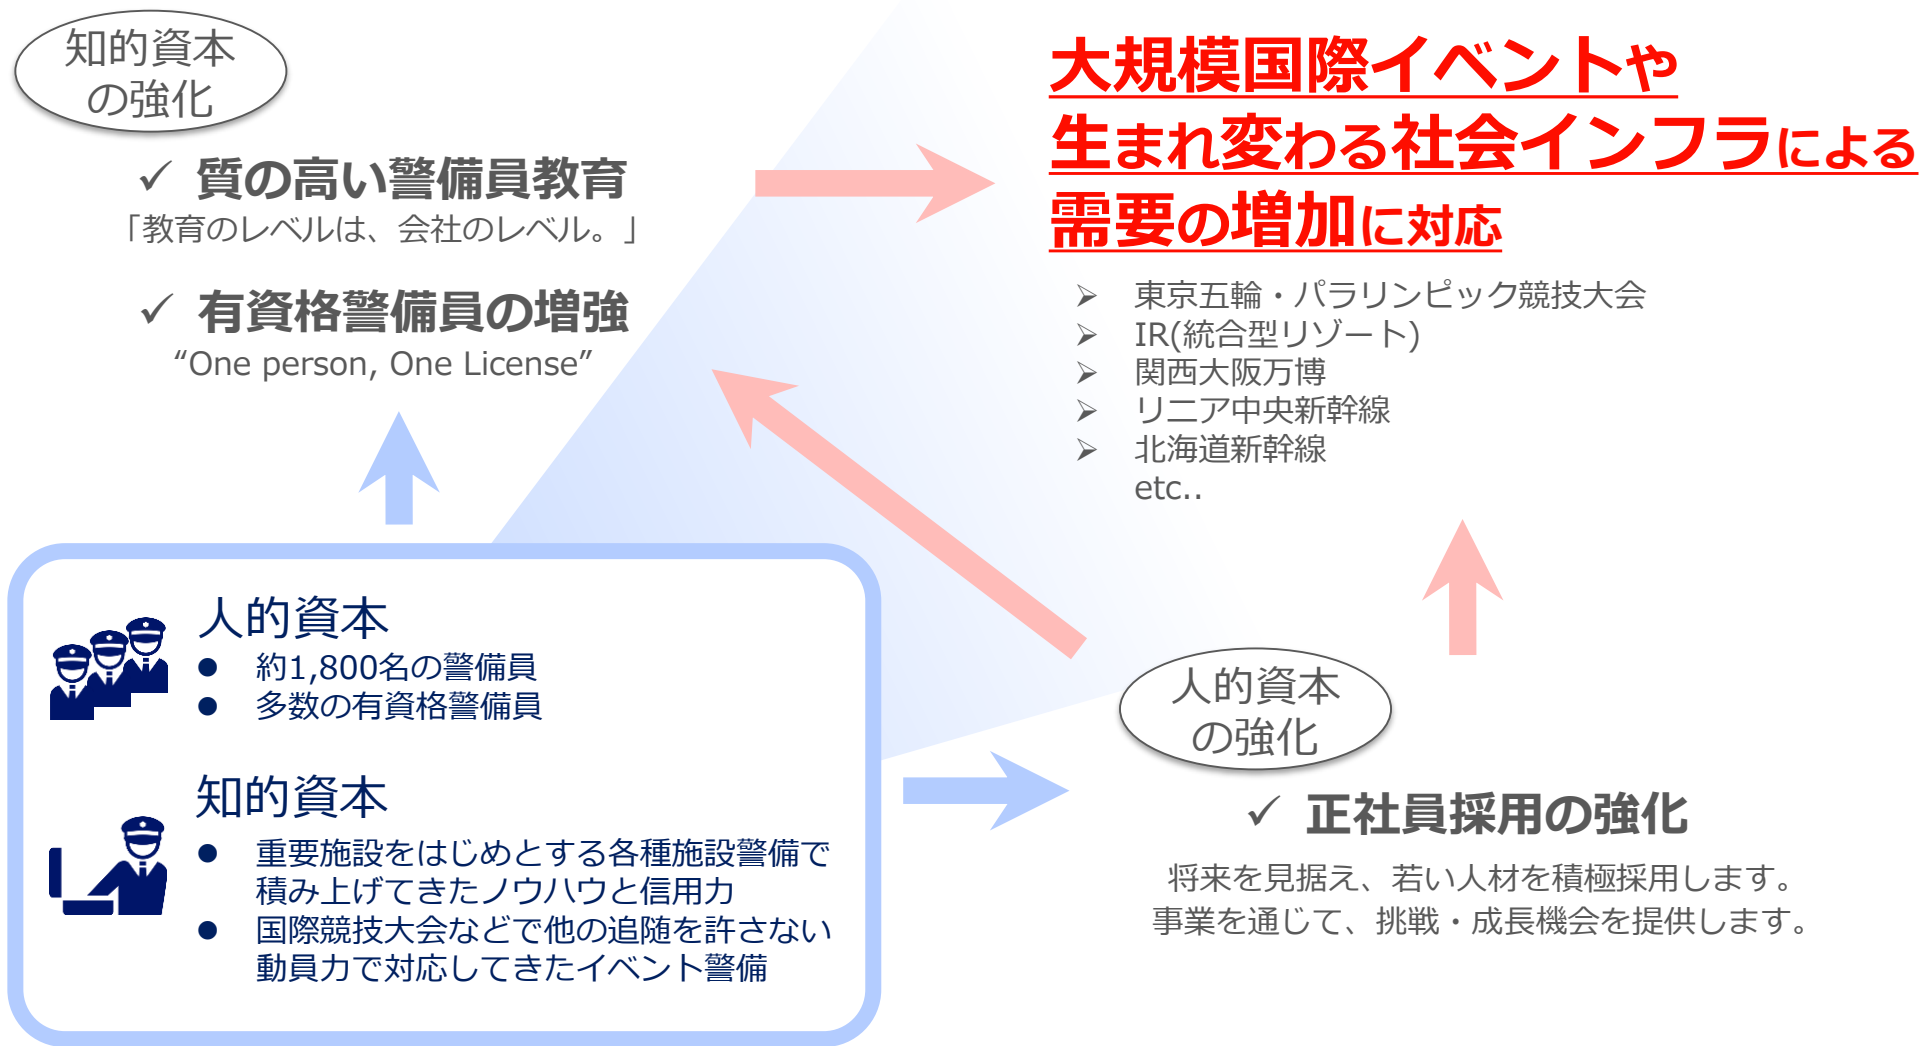 知的資本
の強化
✓ 質の高い警備員教育
「教育のレベルは、会社のレベル。」
✓ 有資格警備員の増強
“One person, One License”
大規模国際イベントや
生まれ変わる社会インフラによる
需要の増加に対応
➢ 東京五輪・パラリンピック競技大会
➢ IR(統合型リゾート)
➢ 関西大阪万博
➢ リニア中央新幹線
➢ 北海道新幹線
etc..
人的資本
● 約1,800名の警備員
● 多数の有資格警備員
知的資本
● 重要施設をはじめとする各種施設警備で
積み上げてきたノウハウと信用力
● 国際競技大会などで他の追随を許さない
動員力で対応してきたイベント警備
人的資本
の強化
✓ 正社員採用の強化
将来を見据え、若い人材を積極採用します。
事業を通じて、挑戦・成長機会を提供します。